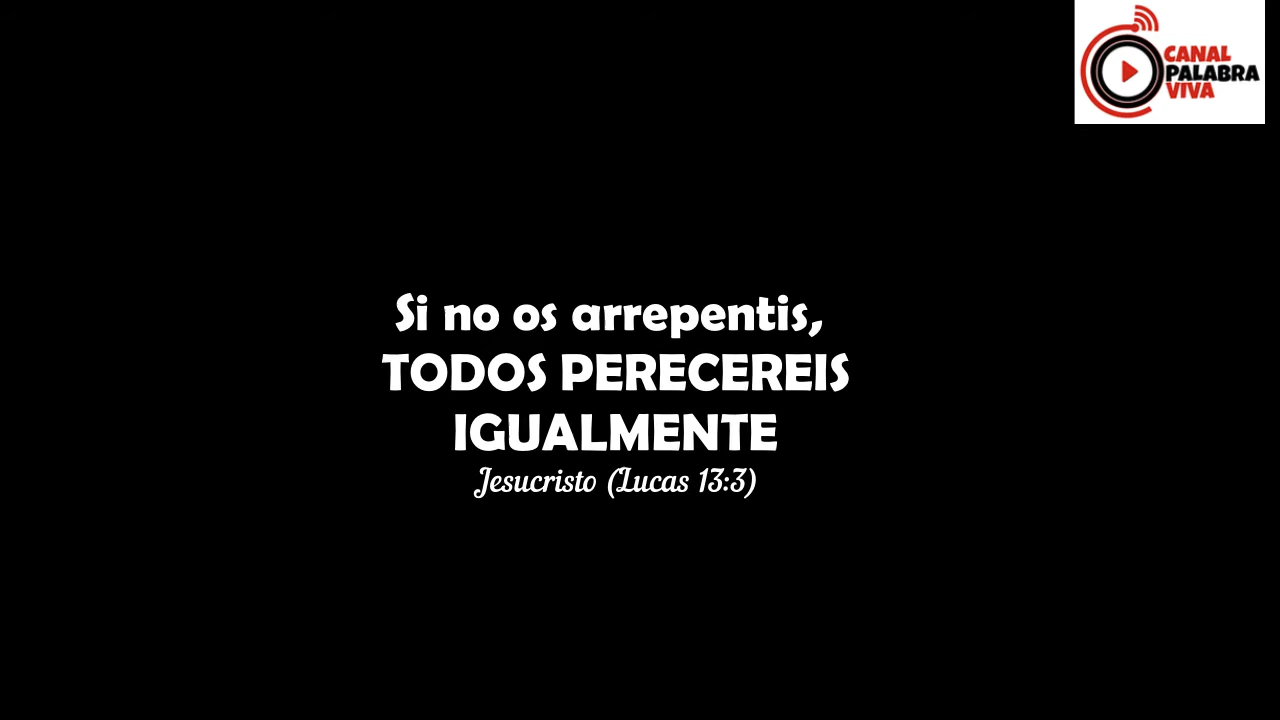 CANAL
PALABRA
VIVA
Si no os arrepentis,
TODOS PERECEREIS
IGUALMENTE
Jesucristo (Lucas 13:3)